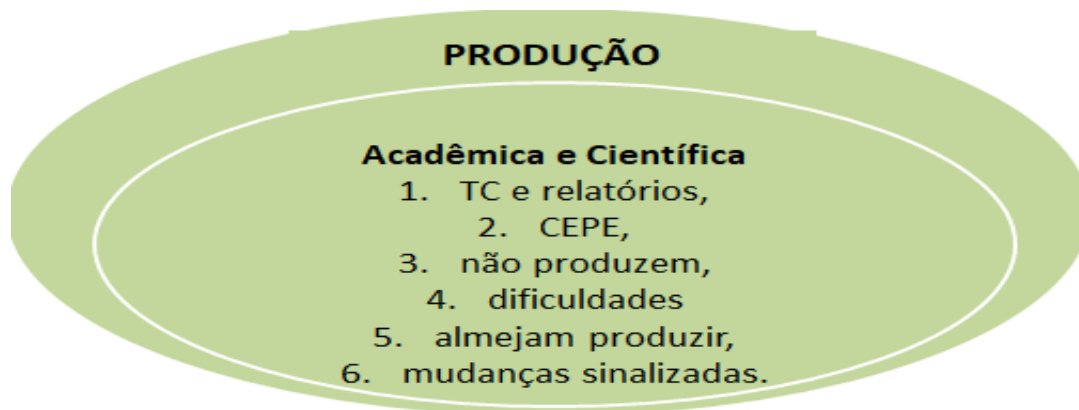 PRODUÇÃO
Acadêmica e Científica
1. TC e relatórios,
2. CEPE,
3. não produzem,
4. dificuldades
5. almejam produzir,
6. mudanças sinalizadas.